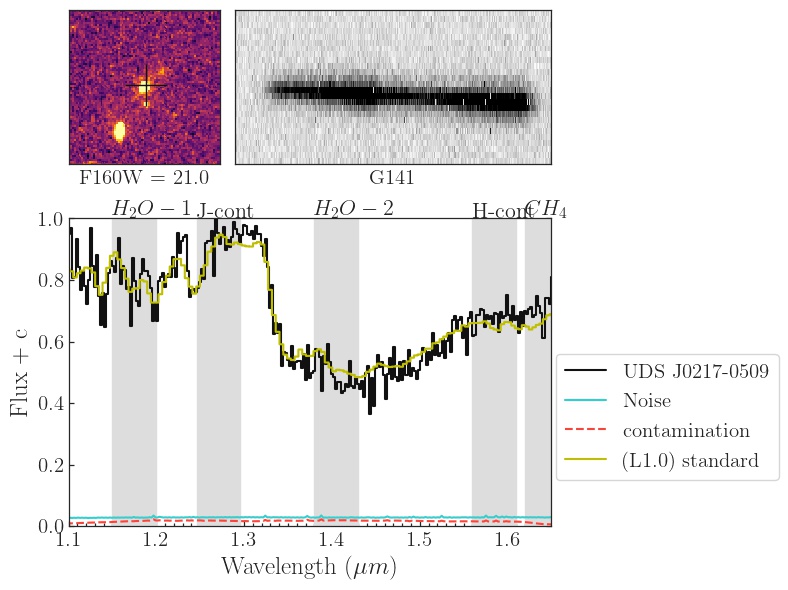 F160W = 21.0
G141
H₂O − 1 J-cont H₂O − 2 H-cont CH₄
1.0
0.8
0.6
0.4
0.2
0.0
Flux + c
1.1 1.2 1.3 1.4 1.5 1.6
Wavelength (μm)
UDS J0217-0509
Noise
contamination
(L1.0) standard